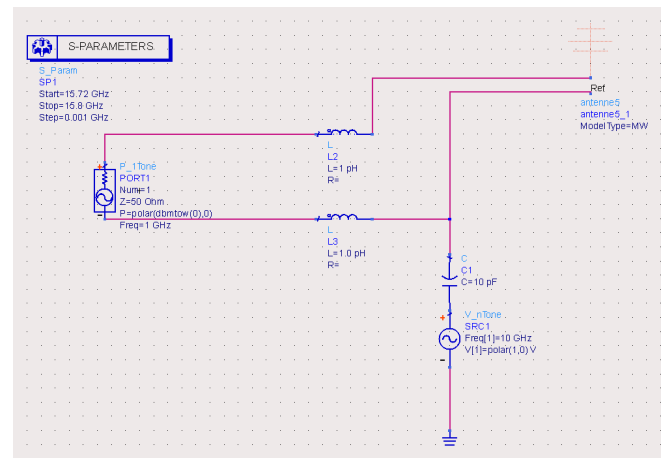 S-PARAMETERS
S_Param
SP1
Start=15.72 GHz
Stop=15.8 GHz
Step=0.001 GHz
Ref
antenne5
antenne5_1
ModelType=MW
L
L2
L=1 pH
R=
P_1Tone
PORT1
Num=1
Z=50 Ohm
P=polar(dbmtow(0),0)
Freq=1 GHz
L
L3
L=1.0 pH
R=
C
C1
C=10 pF
V_nTone
SRC1
Freq[1]=10 GHz
V[1]=polar(1,0) V